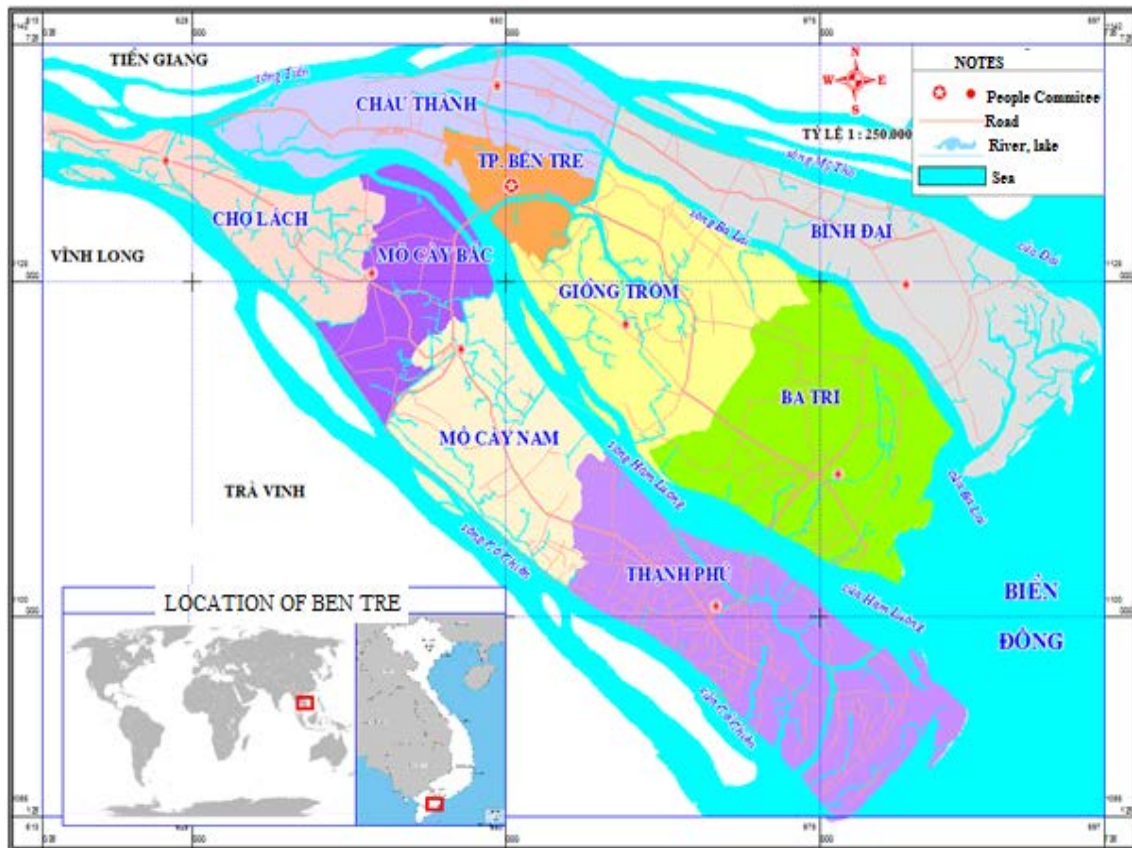 TIỀN GIANG
sông Tiền
CHÂU THÀNH
N
W E
S
NOTES
People Commitee
Road
River, lake
Sea
TỶ LỆ 1 : 250.000
TP. BẾN TRE
sông Mỹ Tho
CHỢ LÁCH
VĨNH LONG
MỎ CÀY BẮC
sông Ba Lai
BÌNH ĐẠI
cửa Đại
GIỒNG TRÔM
BA TRI
MỎ CÀY NAM
sông Hàm Luông
cửa Ba Lai
TRÀ VINH
sông Cổ Chiên
THẠNH PHÚ
cửa Hàm Luông
BIỂN
ĐÔNG
LOCATION OF BEN TRE
cửa Cổ Chiên